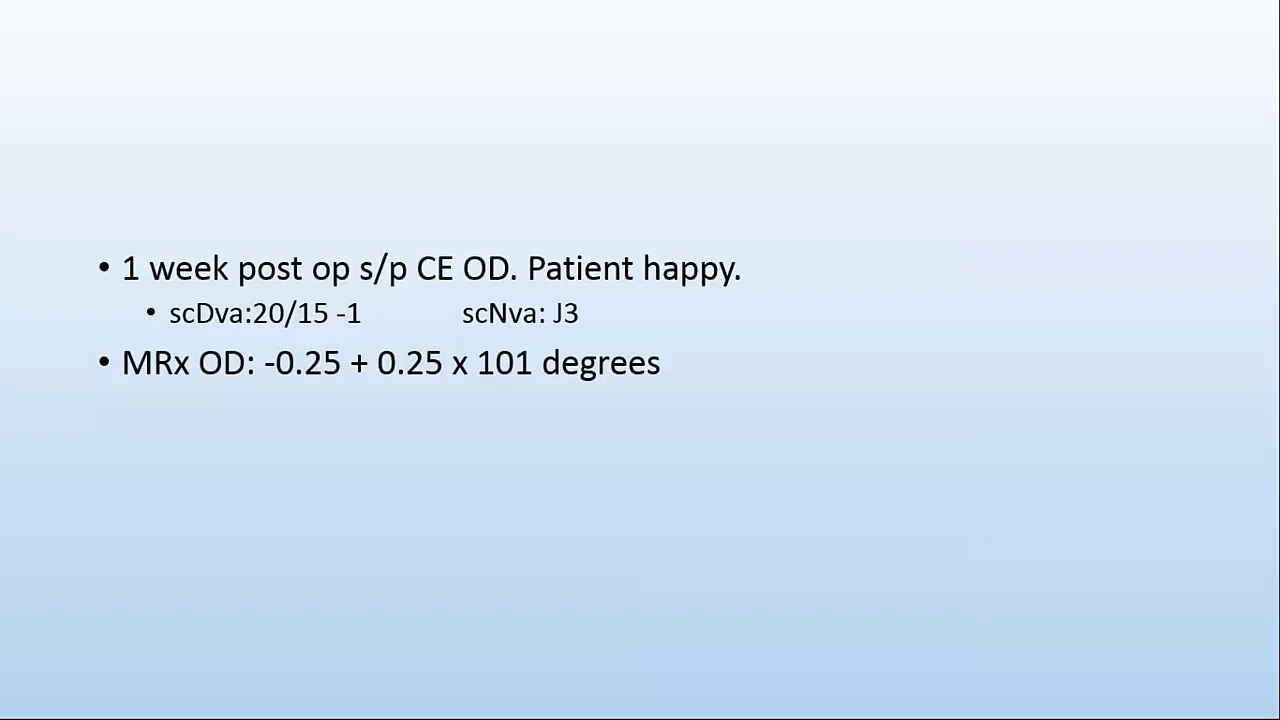 • 1 week post op s/p CE OD. Patient happy.
• scDva:20/15 -1 scNva: J3
• MRx OD: -0.25 + 0.25 x 101 degrees